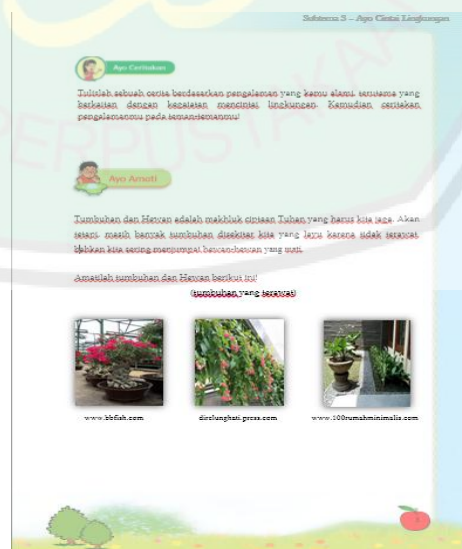 Subtema 3 – Ayo Cintai Lingkungan
Ayo Ceritakan
Tulislah sebuah cerita berdasarkan pengalaman yang kamu alami, terutama yang
berkaitan dengan kegiatan mencintai lingkungan. Kemudian ceritakan
pengalamanmu pada teman-temanmu!
Ayo Amati
Tumbuhan dan Hewan adalah makhluk ciptaan Tuhan yang harus kita jaga. Akan
tetapi, masih banyak tumbuhan disekitar kita yang layu karena tidak terawat,
bahkan kita sering menjumpai hewan-hewan yang mati.
Amatilah tumbuhan dan Hewan berikut ini!
(tumbuhan yang terawat)
www.bbfish.com
dirclunghati.press.com
www.100rumahminimalis.com